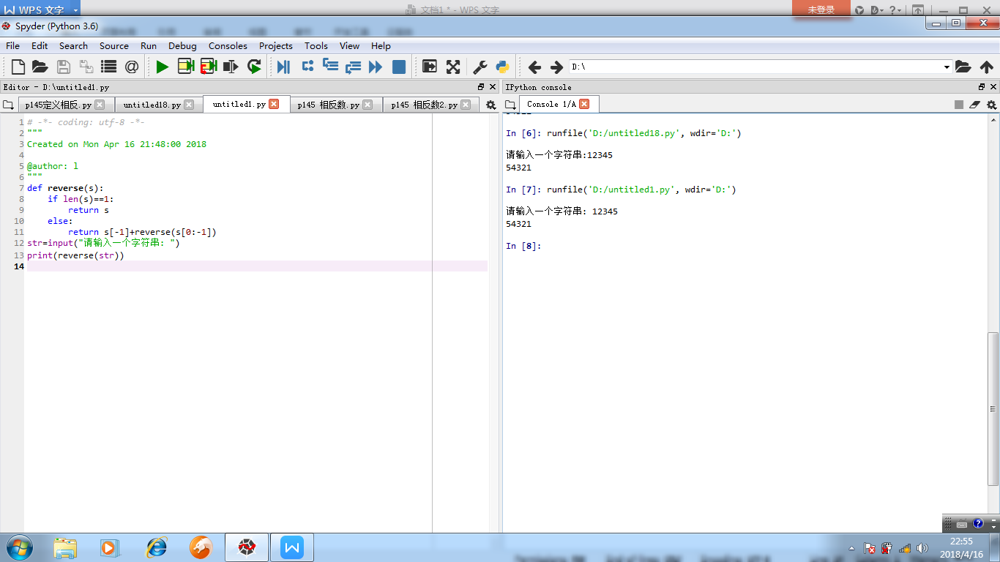 WPS 文字
文档1 * - WPS 文字
未登录
Spyder (Python 3.6)
File Edit Search Source Run Debug Consoles Projects Tools View Help
D:\
Editor - D:\untitled1.py
p145定义相反.py
untitled18.py
untitled1.py
p145 相反数.py
p145 相反数2.py
1 # -*- coding: utf-8 -*-
2 """
3 Created on Mon Apr 16 21:48:00 2018
4
5 @author: l
6 """
7 def reverse(s):
8     if len(s)==1:
9         return s
10     else:
11         return s[-1]+reverse(s[0:-1])
12 str=input("请输入一个字符串: ")
13 print(reverse(str))
14
IPython console
Console 1/A
In [6]: runfile('D:/untitled18.py', wdir='D:')
请输入一个字符串:12345
54321
In [7]: runfile('D:/untitled1.py', wdir='D:')
请输入一个字符串: 12345
54321
In [8]:
22:55
2018/4/16